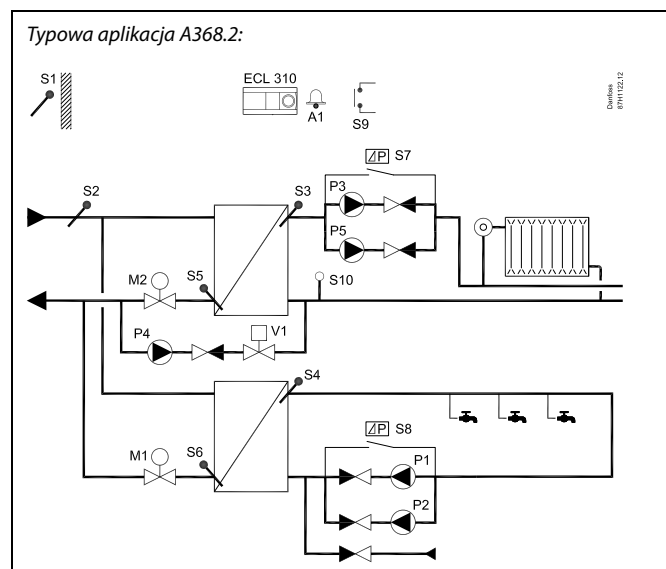 Typowa aplikacja A368.2:
S1
ECL 310
A1
S9
Danfoss
87H1122.12
S2
S3
P S7
P3
P5
M2
S5
S10
P4
V1
S4
P S8
M1
S6
P1
P2